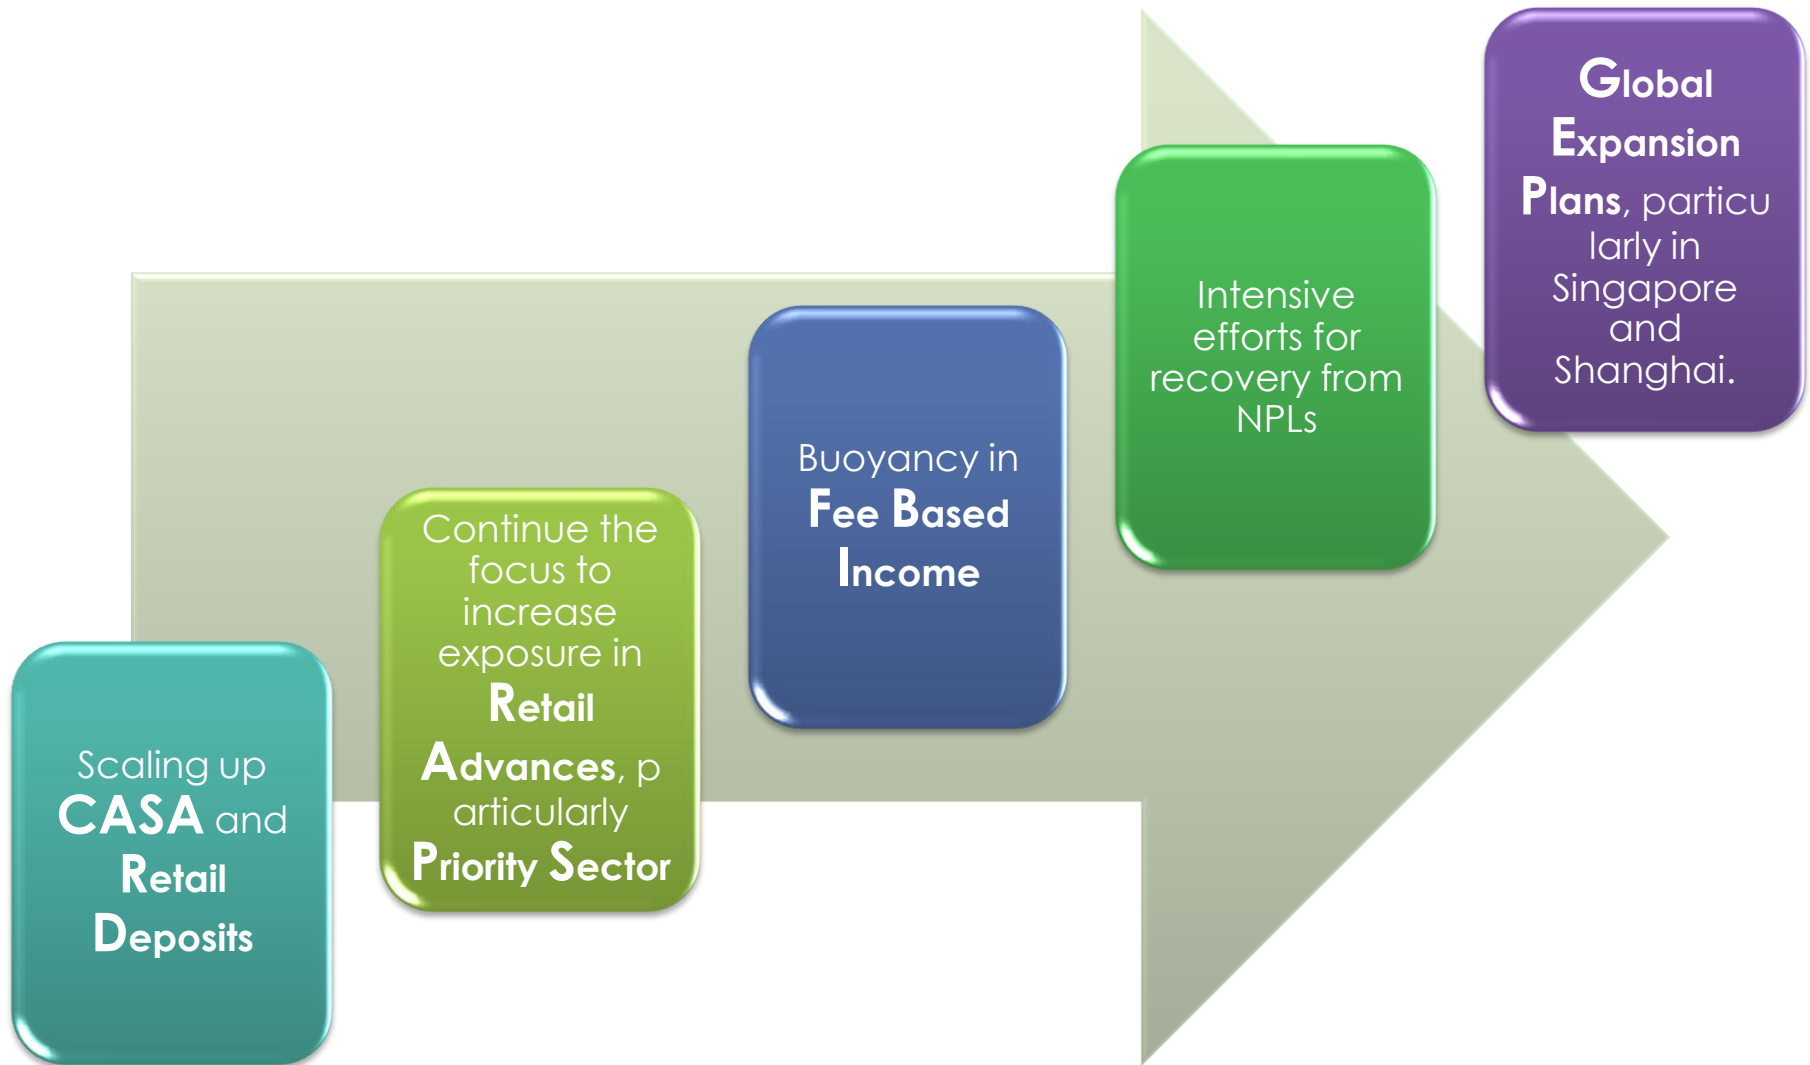 Scaling up
CASA and
Retail
Deposits
Continue the
focus to
increase
exposure in
Retail
Advances, p
articularly
Priority Sector
Buoyancy in
Fee Based
Income
Intensive
efforts for
recovery from
NPLs
Global
Expansion
Plans, particu
larly in
Singapore
and
Shanghai.